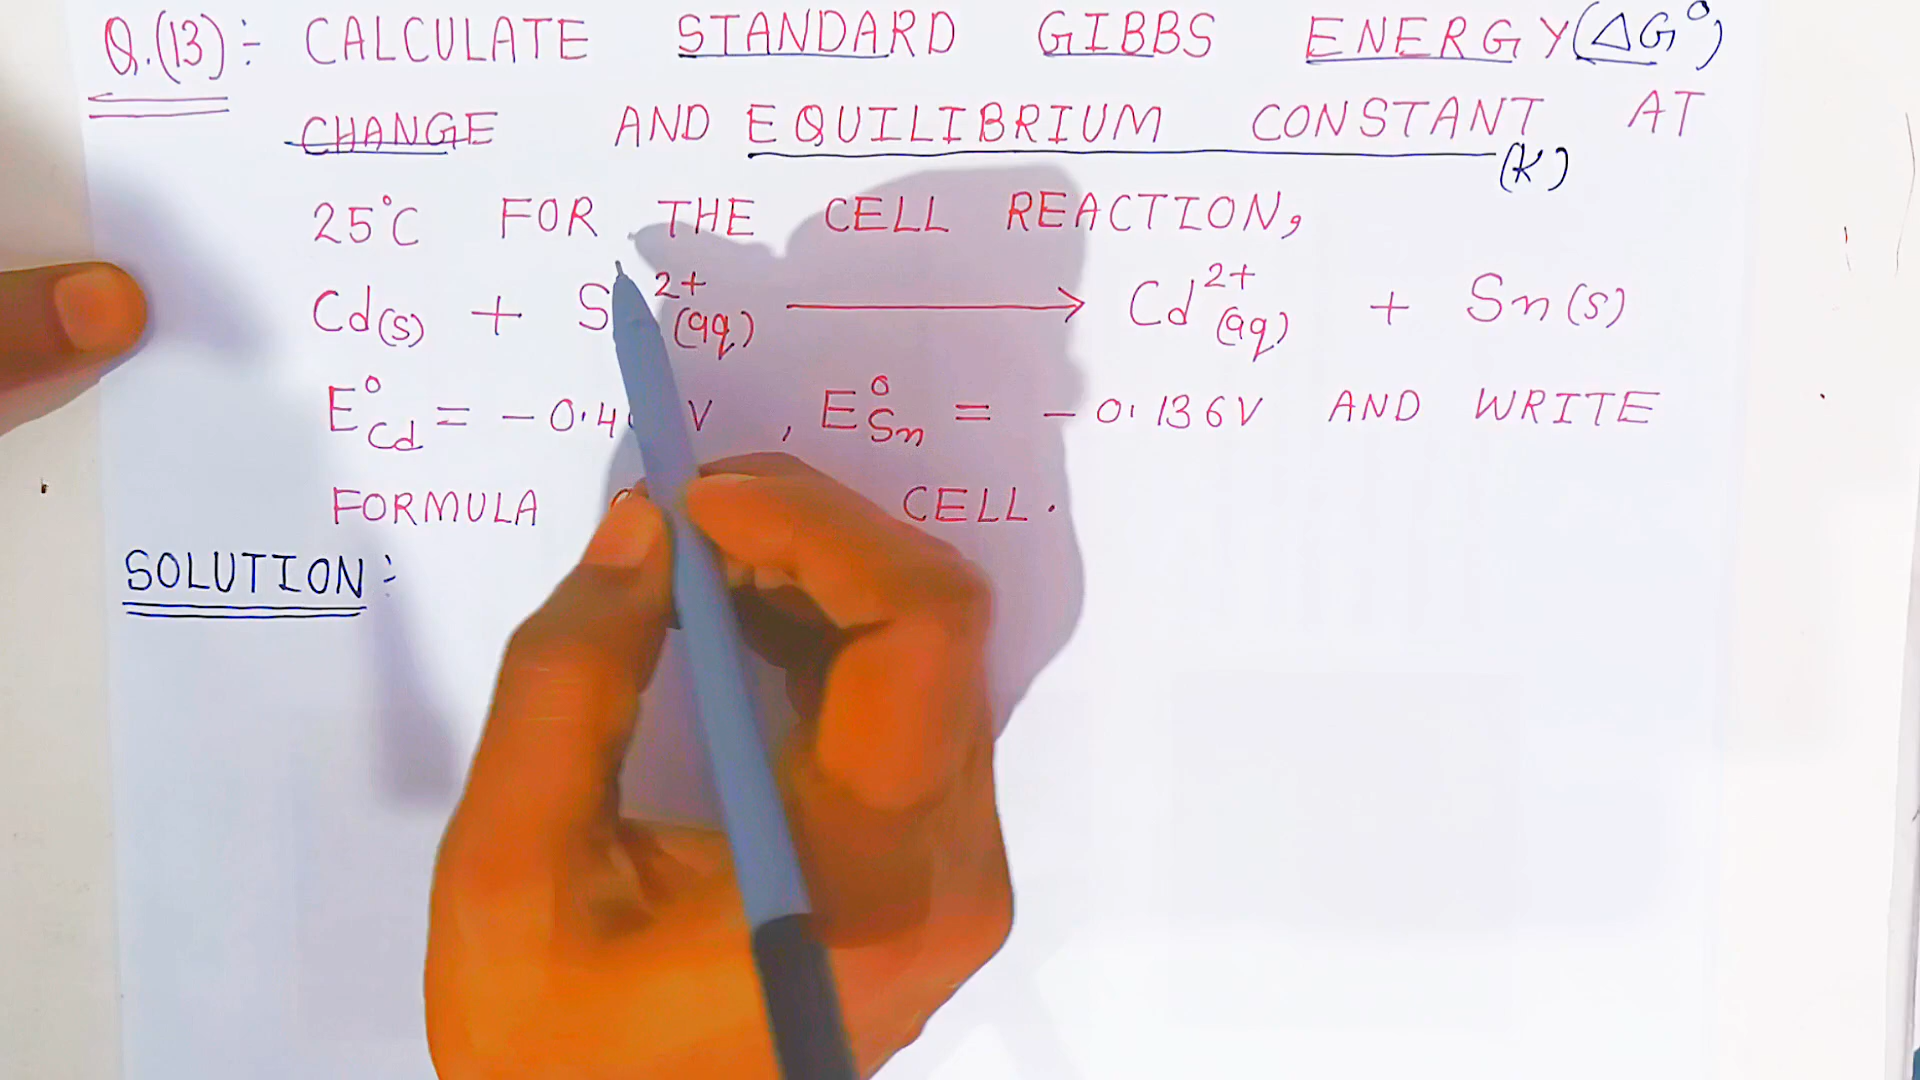 Q.(13):- CALCULATE STANDARD GIBBS ENERGY (△G°)
CHANGE AND EQUILIBRIUM CONSTANT AT
(K)
25°C FOR THE CELL REACTION,
Cd(s) + S 2+(aq) ⟶ Cd2+(aq) + Sn(s)
E°Cd = -0.4 V , E°Sn = -0.136V AND WRITE
FORMULA CELL.
SOLUTION :-